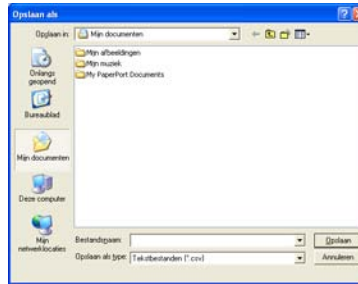 Opslaan als
Opslaan in:
Mijn documenten
Mijn afbeeldingen
Mijn muziek
My PaperPort Documents
Onlangs geopend
Bureaublad
Mijn documenten
Deze computer
Mijn netwerklocaties
Bestandsnaam:
Opslaan
Opslaan als type:
Tekstbestanden (*.csv)
Annuleren